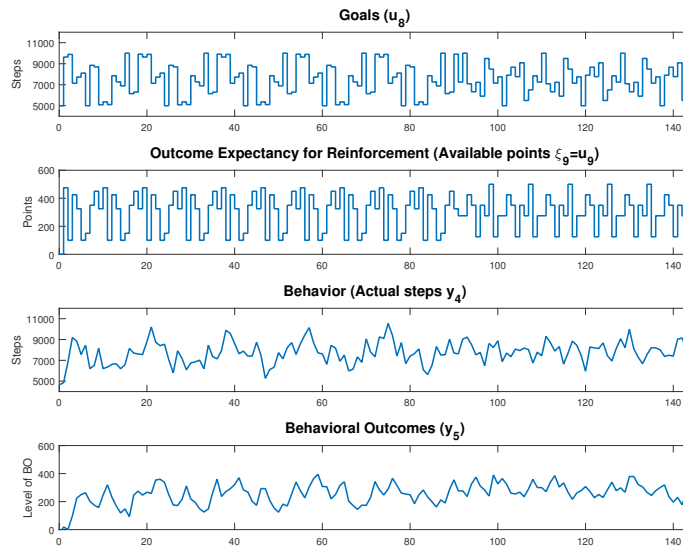 Goals (u8)
11000
9000
7000
5000
Steps
0 20 40 60 80 100 120 140
Outcome Expectancy for Reinforcement (Available points ξ9=u9)
600
400
200
0
Points
0 20 40 60 80 100 120 140
Behavior (Actual steps y4)
11000
9000
7000
5000
Steps
0 20 40 60 80 100 120 140
Behavioral Outcomes (y5)
600
400
200
0
Level of BO
0 20 40 60 80 100 120 140